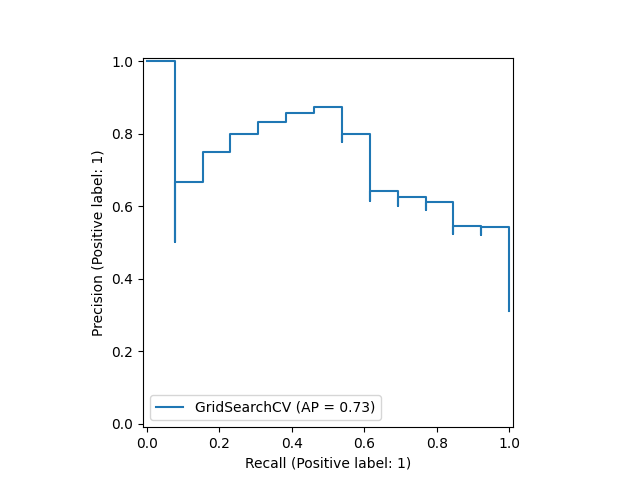 1.0
0.8
0.6
0.4
0.2
0.0
Precision (Positive label: 1)
GridSearchCV (AP = 0.73)
0.0 0.2 0.4 0.6 0.8 1.0
Recall (Positive label: 1)